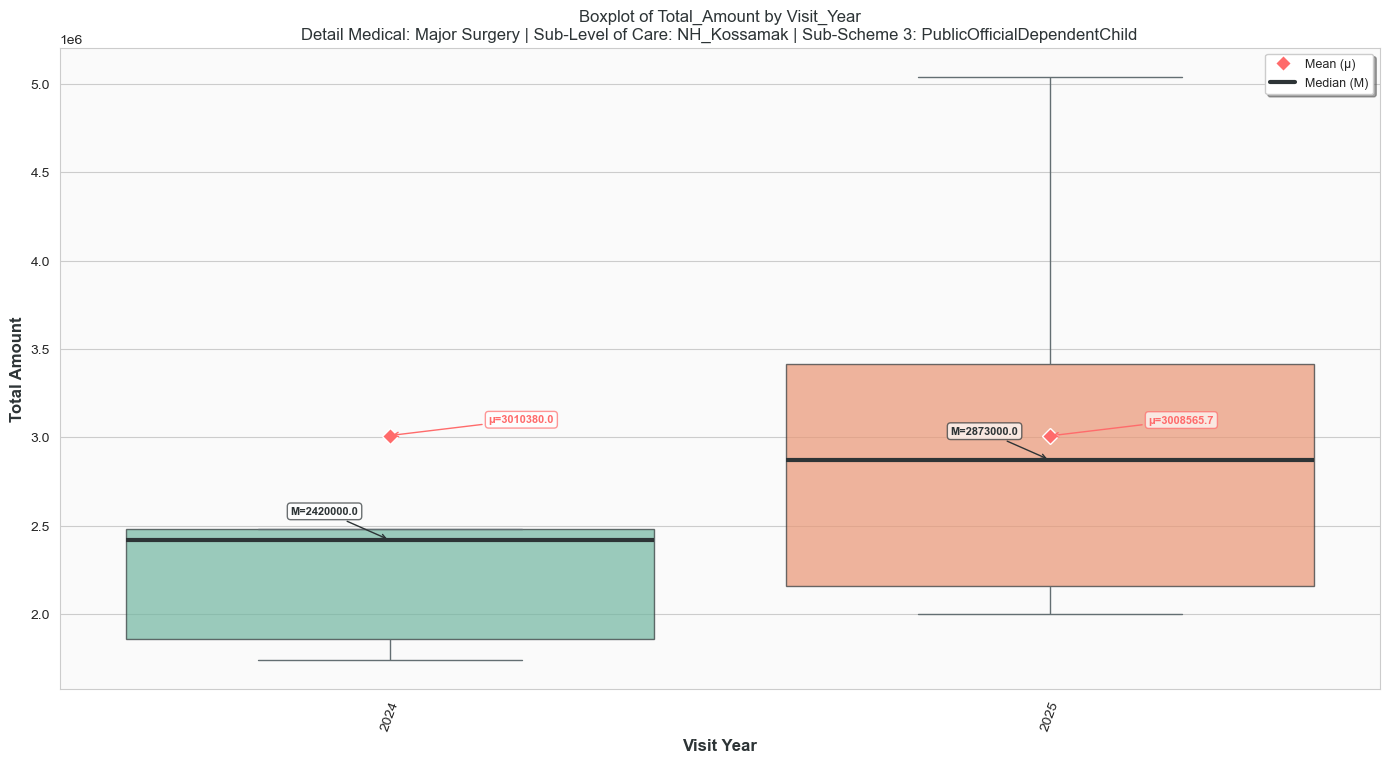 Boxplot of Total_Amount by Visit_Year
Detail Medical: Major Surgery | Sub-Level of Care: NH_Kossamak | Sub-Scheme 3: PublicOfficialDependentChild
1e6
Mean (μ)
Median (M)
5.0
4.5
4.0
3.5
3.0
2.5
2.0
Total Amount
μ=3010380.0
M=2420000.0
M=2873000.0
μ=3008565.7
2024
2025
Visit Year